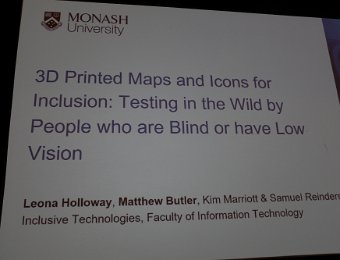 MONASH
University
3D Printed Maps and Icons for
Inclusion: Testing in the Wild by
People who are Blind or have Low
Vision
Leona Holloway, Matthew Butler, Kim Marriott & Samuel Reinders
Inclusive Technologies, Faculty of Information Technology